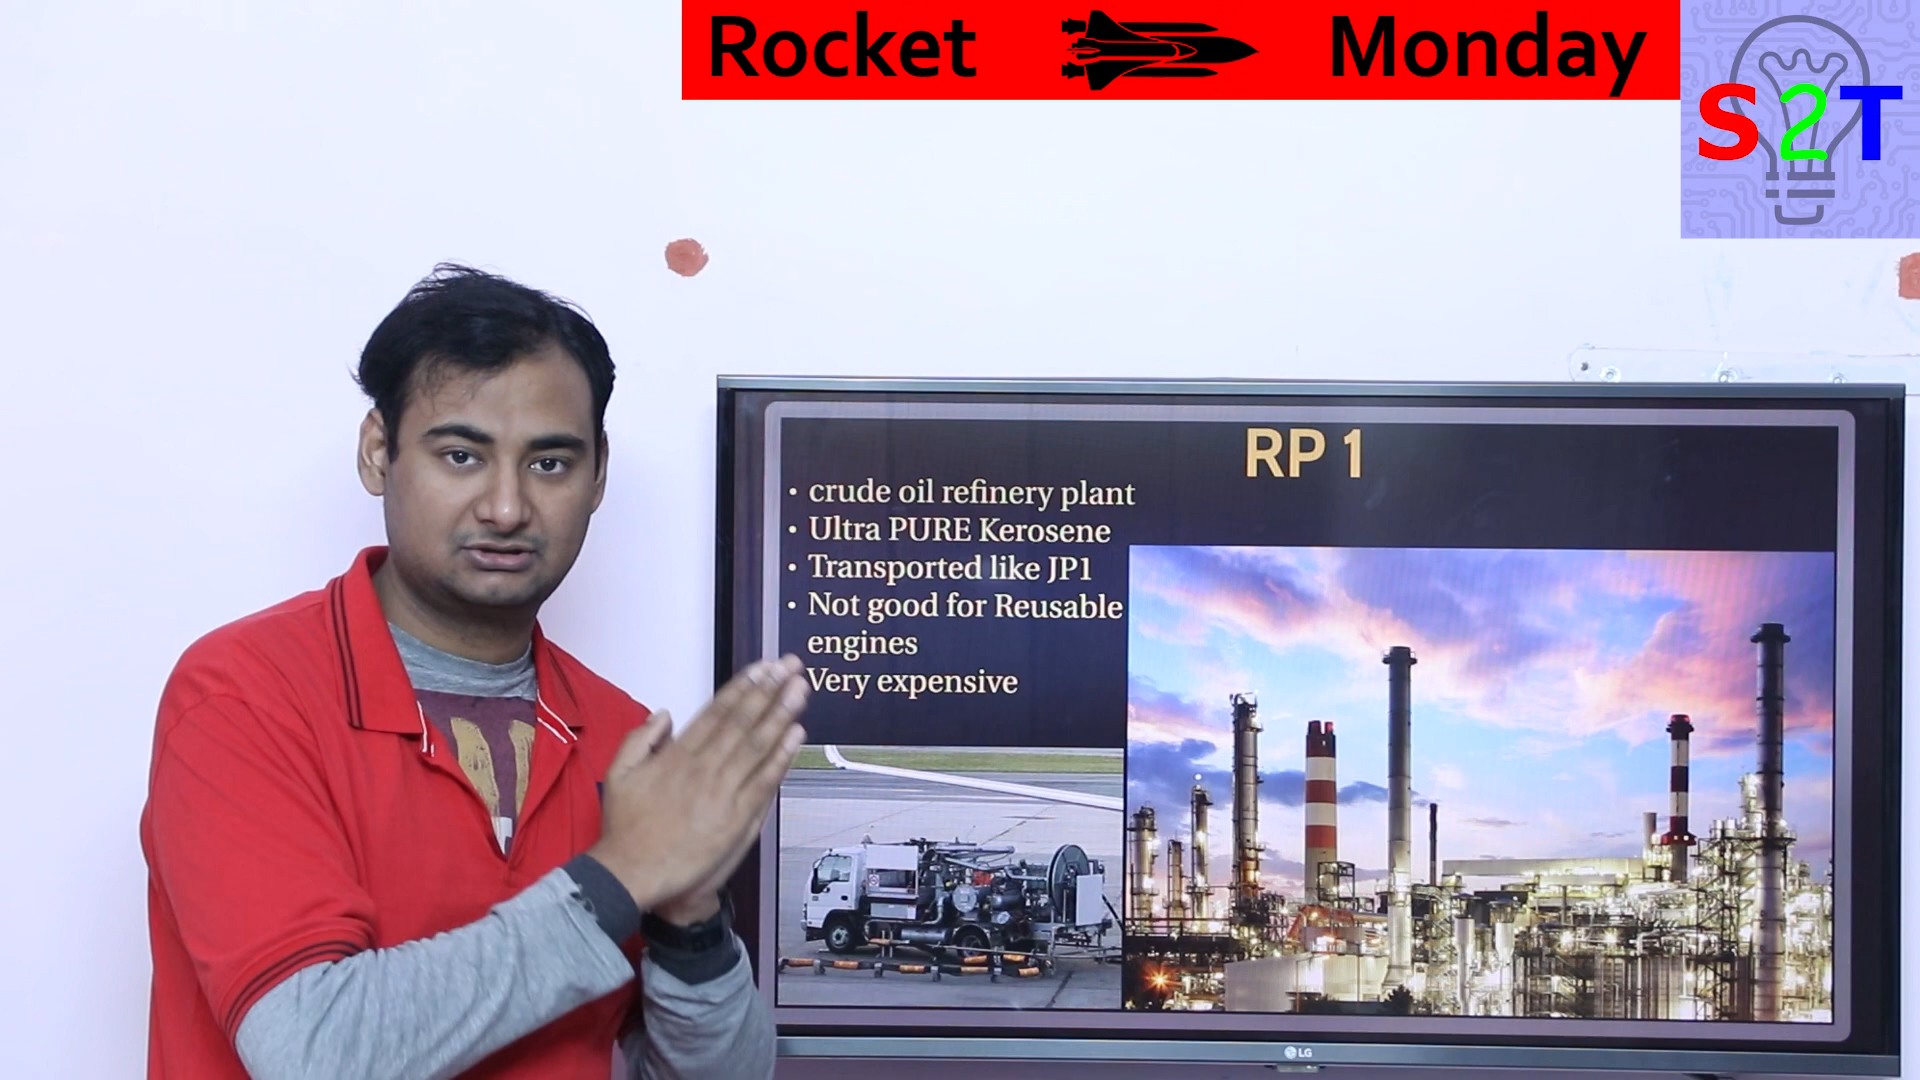 Rocket Monday
S2T
RP 1
• crude oil refinery plant
• Ultra PURE Kerosene
• Transported like JP1
• Not good for Reusable
engines
Very expensive
LG